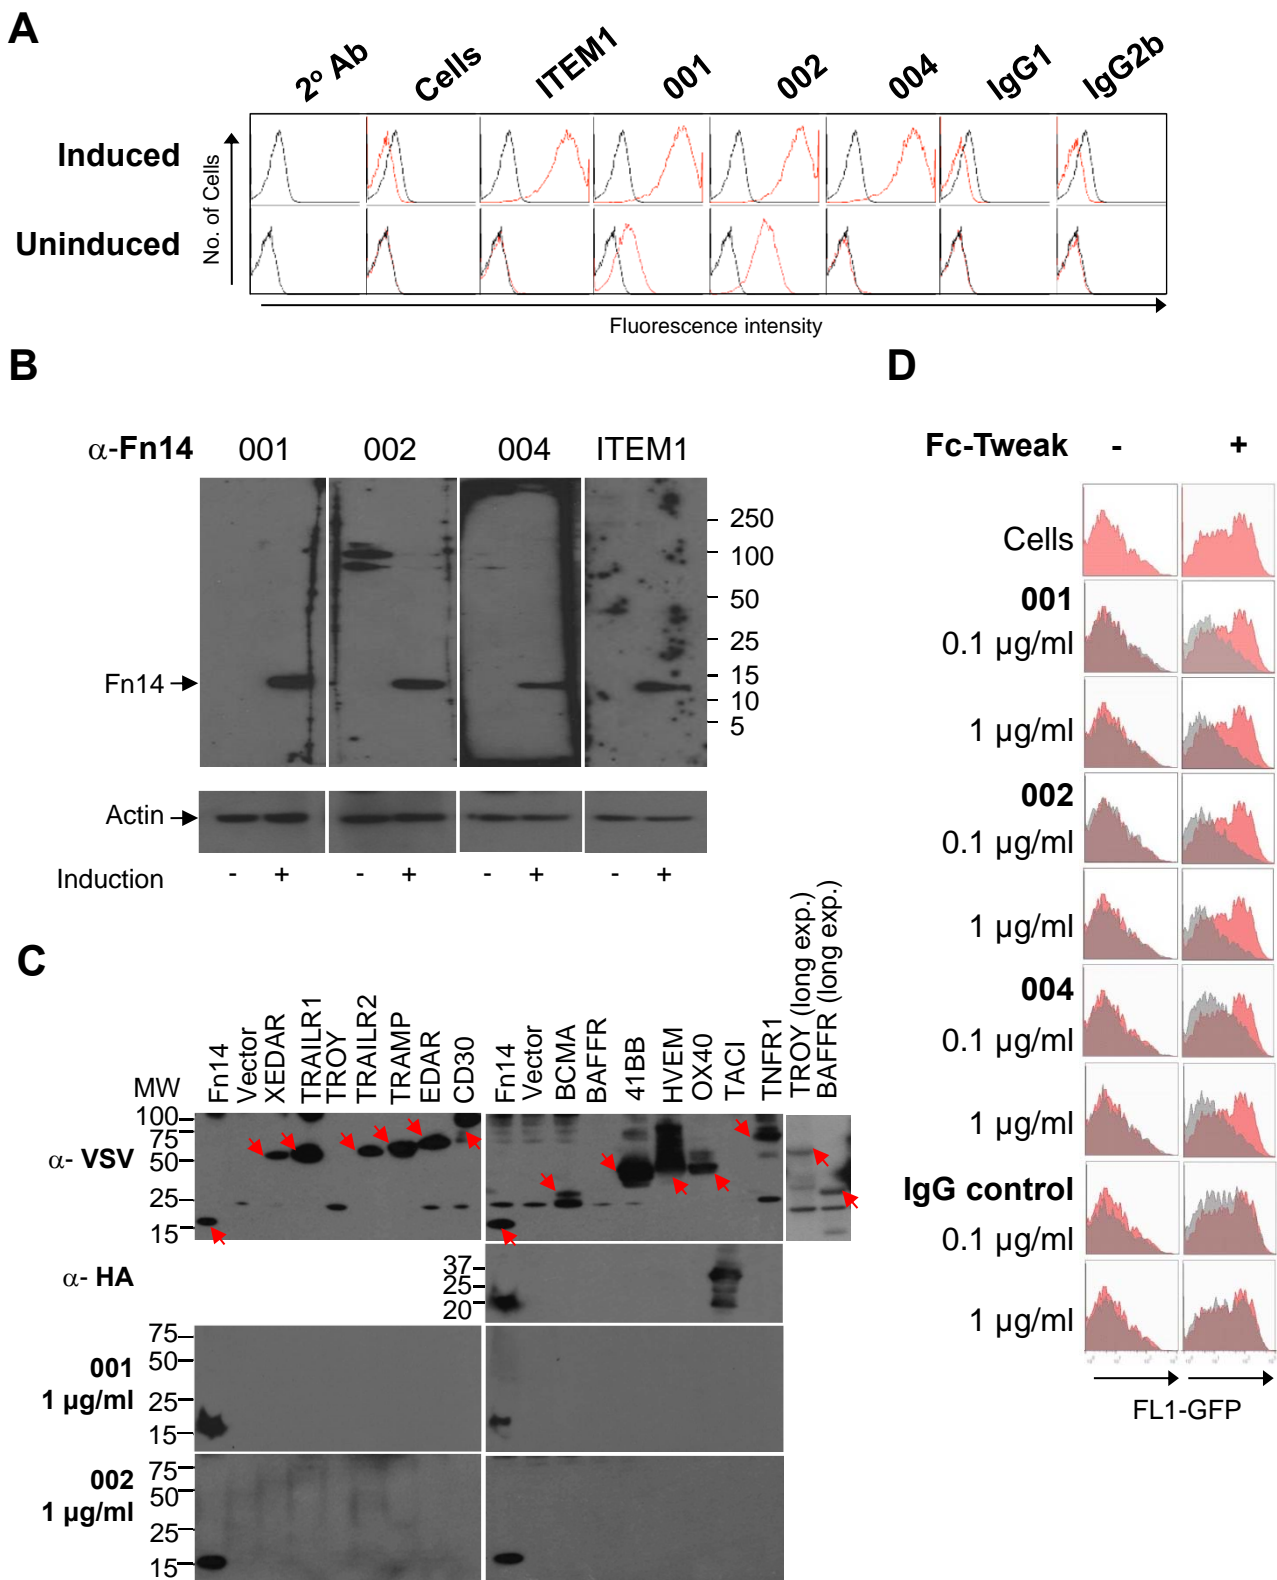 A
2º Ab
Cells
ITEM1
001
002
004
IgG1
IgG2b
Induced
Uninduced
No. of Cells
Fluorescence intensity
B
α-Fn14 001 002 004 ITEM1
250
100
50
25
15
10
5
Fn14
Actin
Induction - + - + - + - +
C
MW
Fn14
Vector
XEDAR
TRAILR1
TROY
TRAILR2
TRAMP
EDAR
CD30
Fn14
Vector
BCMA
BAFFR
41BB
HVEM
OX40
TACI
TNFR1
TROY (long exp.)
BAFFR (long exp.)
α- VSV
100
75
50
25
15
α- HA
37
25
20
001
1 µg/ml
75
50
25
15
002
1 µg/ml
75
50
25
15
D
Fc-Tweak - +
Cells
001
0.1 µg/ml
1 µg/ml
002
0.1 µg/ml
1 µg/ml
004
0.1 µg/ml
1 µg/ml
IgG control
0.1 µg/ml
1 µg/ml
FL1-GFP